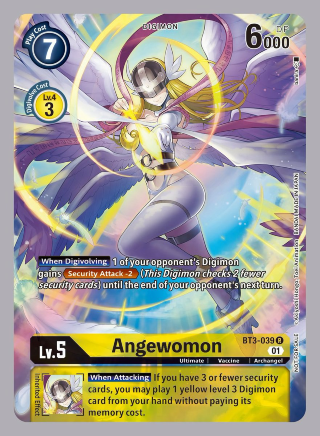 DIGIMON
Play Cost
7
DP
6000
Digivolve Cost
Lv.4
3
When Digivolving 1 of your opponent's Digimon
gains Security Attack -2 (This Digimon checks 2 fewer
security cards) until the end of your opponent's next turn.
BT3-039 R
Lv.5
Angewomon
01
Ultimate | Vaccine | Archangel
Inherited Effect
When Attacking If you have 3 or fewer security
cards, you may play 1 yellow level 3 Digimon
card from your hand without paying its
memory cost.